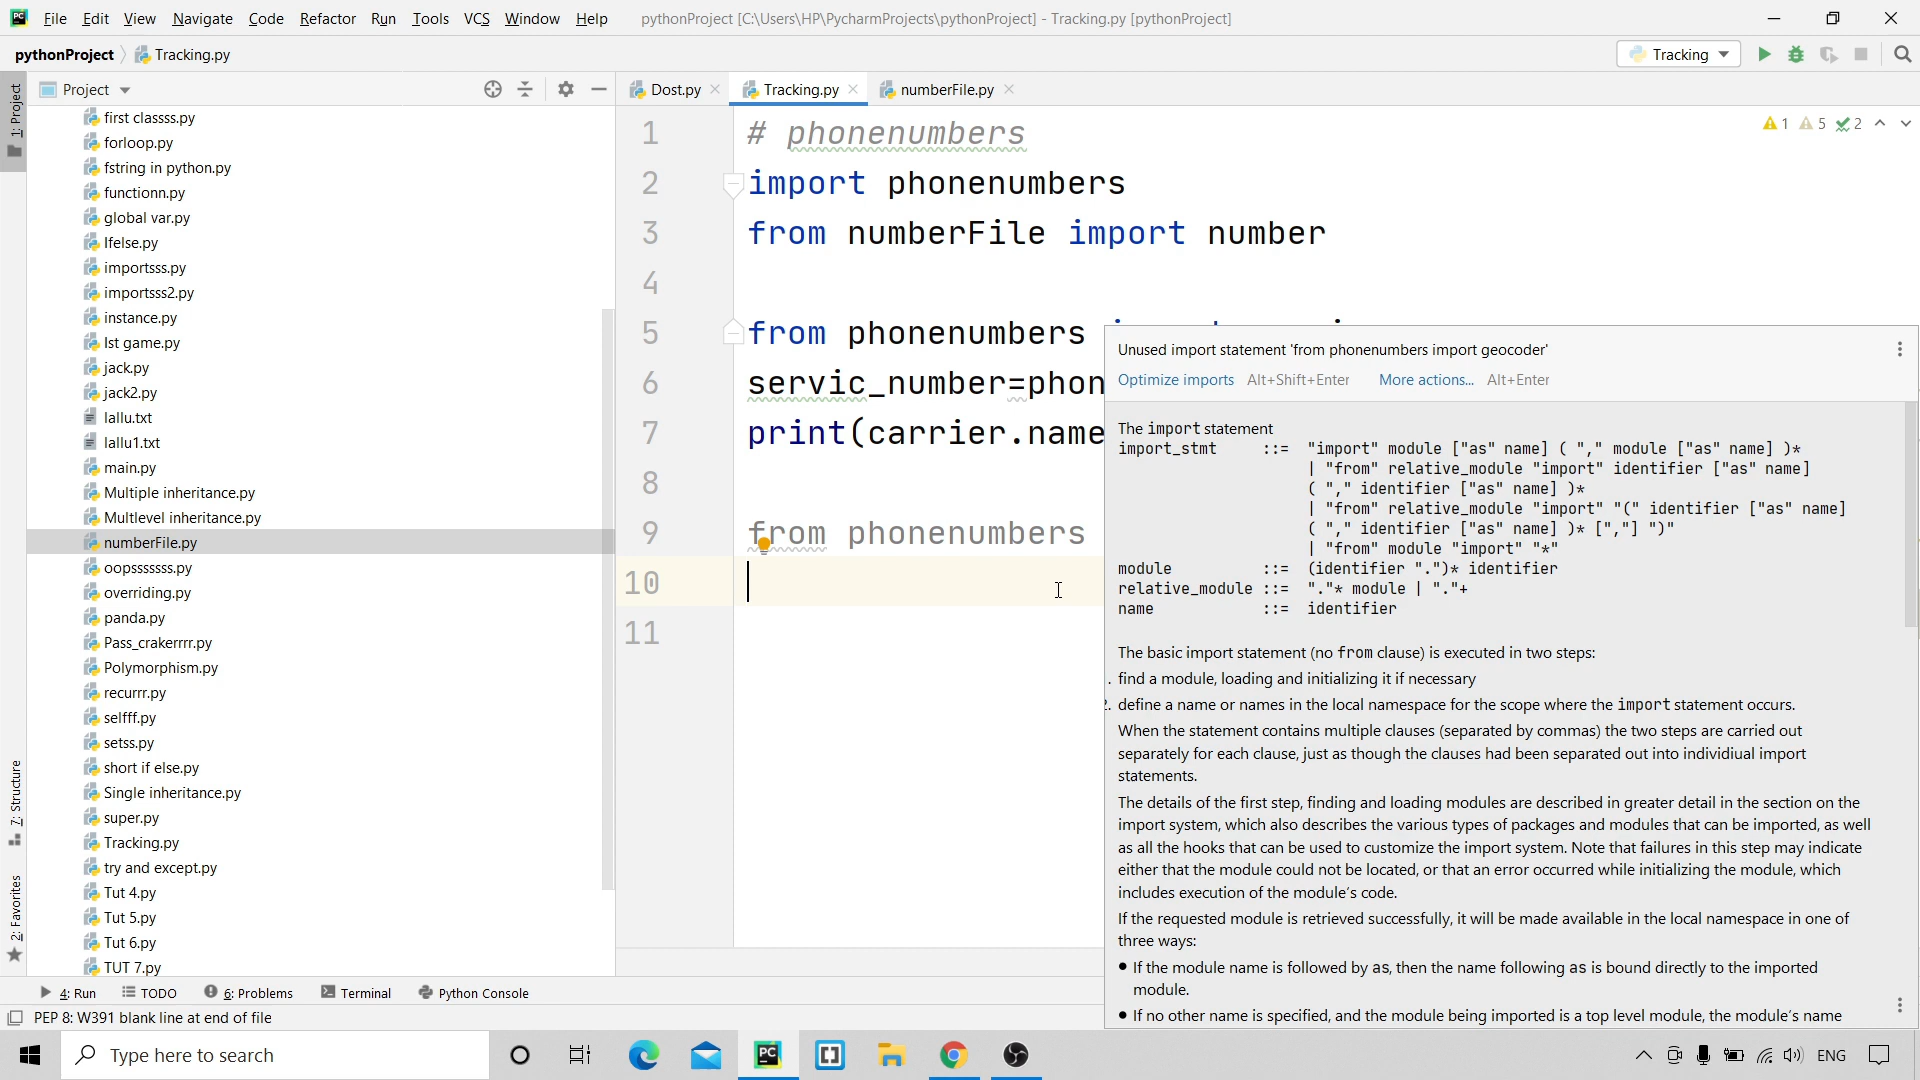 File Edit View Navigate Code Refactor Run Tools VCS Window Help pythonProject [C:\Users\HP\PycharmProjects\pythonProject] - Tracking.py [pythonProject]
pythonProject Tracking.py Tracking
1: Project
Project
Dost.py Tracking.py numberFile.py
first classss.py
forloop.py
fstring in python.py
functionn.py
global var.py
Ifelse.py
importsss.py
importsss2.py
instance.py
Ist game.py
jack.py
jack2.py
lallu.txt
lallu1.txt
main.py
Multiple inheritance.py
Multlevel inheritance.py
numberFile.py
oopsssssss.py
overriding.py
panda.py
Pass_crakerrrr.py
Polymorphism.py
recurrr.py
selfff.py
setss.py
short if else.py
Single inheritance.py
super.py
Tracking.py
try and except.py
Tut 4.py
Tut 5.py
Tut 6.py
TUT 7.py
7: Structure
2: Favorites
1 5 2
1 # phonenumbers
2 import phonenumbers
3 from numberFile import number
4
5 from phonenumbers
6 servic_number=phon
7 print(carrier.name
8
9 from phonenumbers
10
11
Unused import statement 'from phonenumbers import geocoder'
Optimize imports Alt+Shift+Enter More actions... Alt+Enter
The import statement
import_stmt ::= "import" module ["as" name] ( "," module ["as" name] )*
| "from" relative_module "import" identifier ["as" name]
( "," identifier ["as" name] )*
| "from" relative_module "import" "(" identifier ["as" name]
( "," identifier ["as" name] )* [","] ")"
| "from" module "import" "*"
module ::= (identifier ".")* identifier
relative_module ::= "."* module | "."+
name ::= identifier
The basic import statement (no from clause) is executed in two steps:
. find a module, loading and initializing it if necessary
2. define a name or names in the local namespace for the scope where the import statement occurs.
When the statement contains multiple clauses (separated by commas) the two steps are carried out
separately for each clause, just as though the clauses had been separated out into individiual import
statements.
The details of the first step, finding and loading modules are described in greater detail in the section on the
import system, which also describes the various types of packages and modules that can be imported, as well
as all the hooks that can be used to customize the import system. Note that failures in this step may indicate
either that the module could not be located, or that an error occurred while initializing the module, which
includes execution of the module's code.
If the requested module is retrieved successfully, it will be made available in the local namespace in one of
three ways:
• If the module name is followed by as, then the name following as is bound directly to the imported
module.
• If no other name is specified, and the module being imported is a top level module, the module's name
4: Run TODO 6: Problems Terminal Python Console
PEP 8: W391 blank line at end of file
Type here to search
PC
ENG